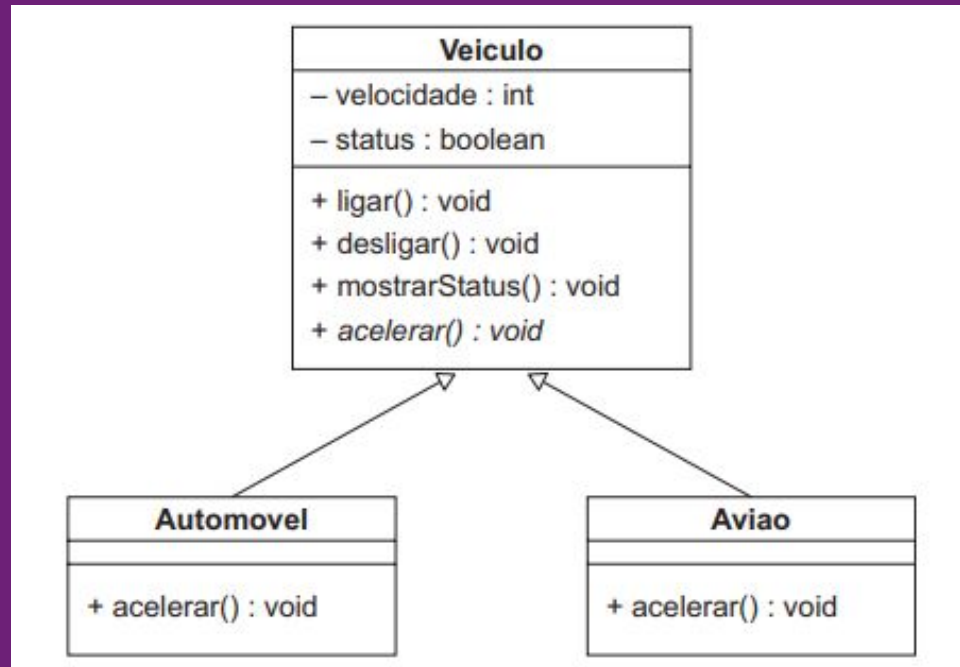 Veiculo
– velocidade : int
– status : boolean
+ ligar() : void
+ desligar() : void
+ mostrarStatus() : void
+ acelerar() : void
Automovel
+ acelerar() : void
Aviao
+ acelerar() : void